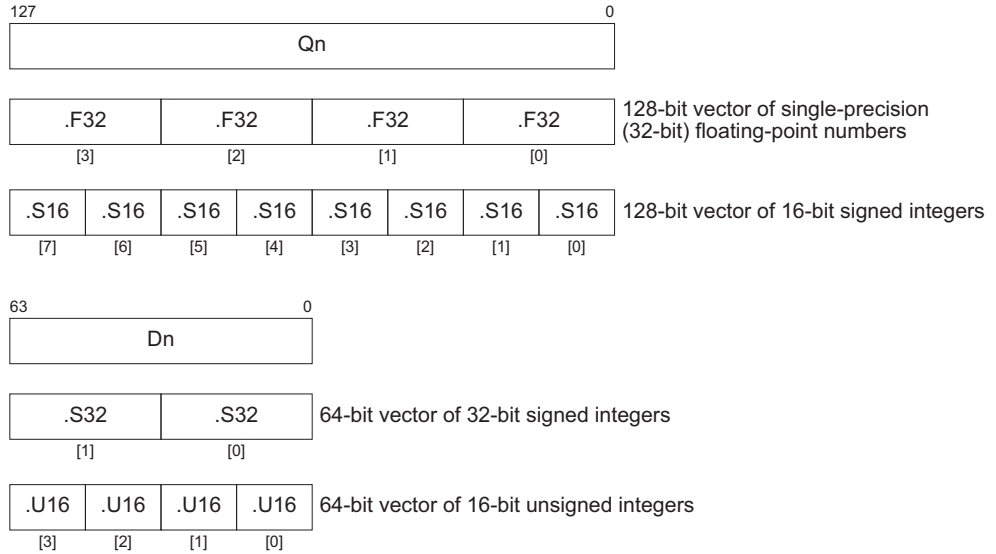 127 0
Qn
.F32 .F32 .F32 .F32
128-bit vector of single-precision
(32-bit) floating-point numbers
[3] [2] [1] [0]
.S16 .S16 .S16 .S16 .S16 .S16 .S16 .S16 128-bit vector of 16-bit signed integers
[7] [6] [5] [4] [3] [2] [1] [0]
63 0
Dn
.S32 .S32 64-bit vector of 32-bit signed integers
[1] [0]
.U16 .U16 .U16 .U16 64-bit vector of 16-bit unsigned integers
[3] [2] [1] [0]